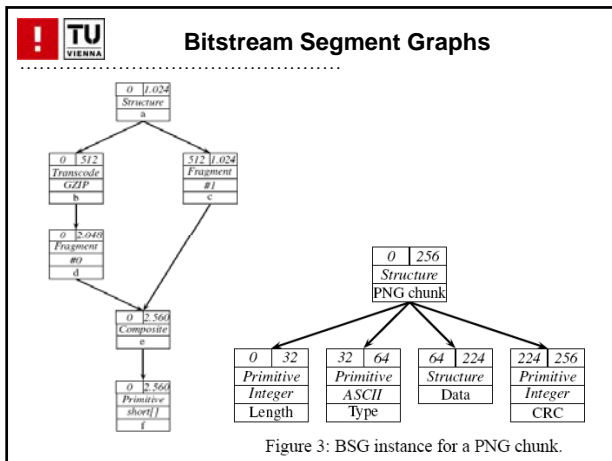 ! TU
VIENNA
Bitstream Segment Graphs
0 1.024
Structure
a
0 512
Transcode
GZIP
b
512 1.024
Fragment
#1
c
0 2.048
Fragment
#0
d
0 2.560
Composite
e
0 2.560
Primitive
short[]
f
0 256
Structure
PNG chunk
0 32
Primitive
Integer
Length
32 64
Primitive
ASCII
Type
64 224
Structure
Data
224 256
Primitive
Integer
CRC
Figure 3: BSG instance for a PNG chunk.